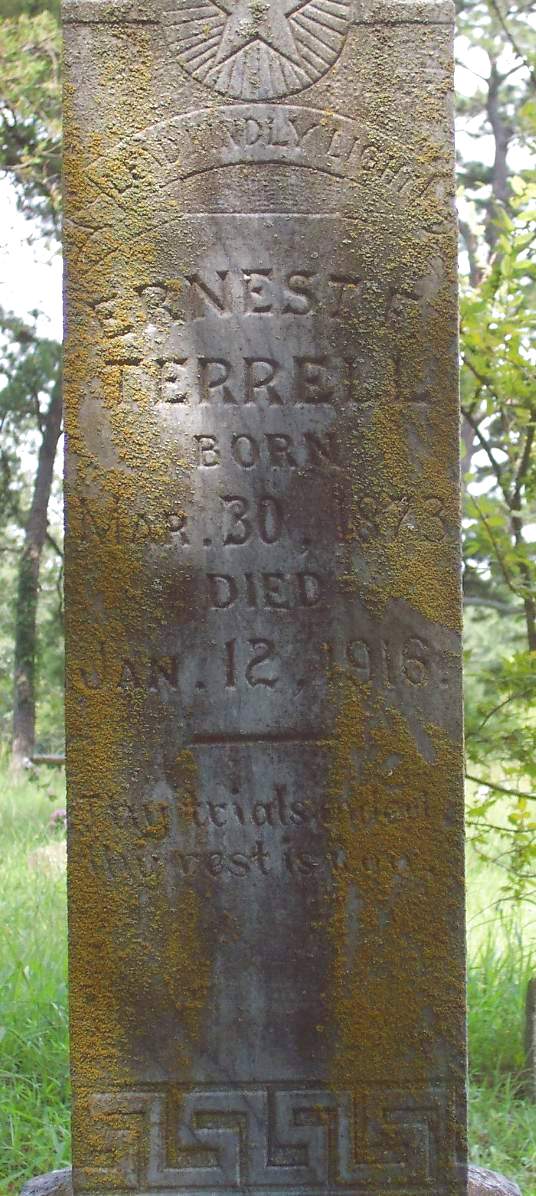 LEAD KINDLY LIGHT
ERNEST F
TERRELL
BORN
MAR. 30, 1873
DIED
JAN. 12, 1916.
Thy trials ended
thy rest is won.